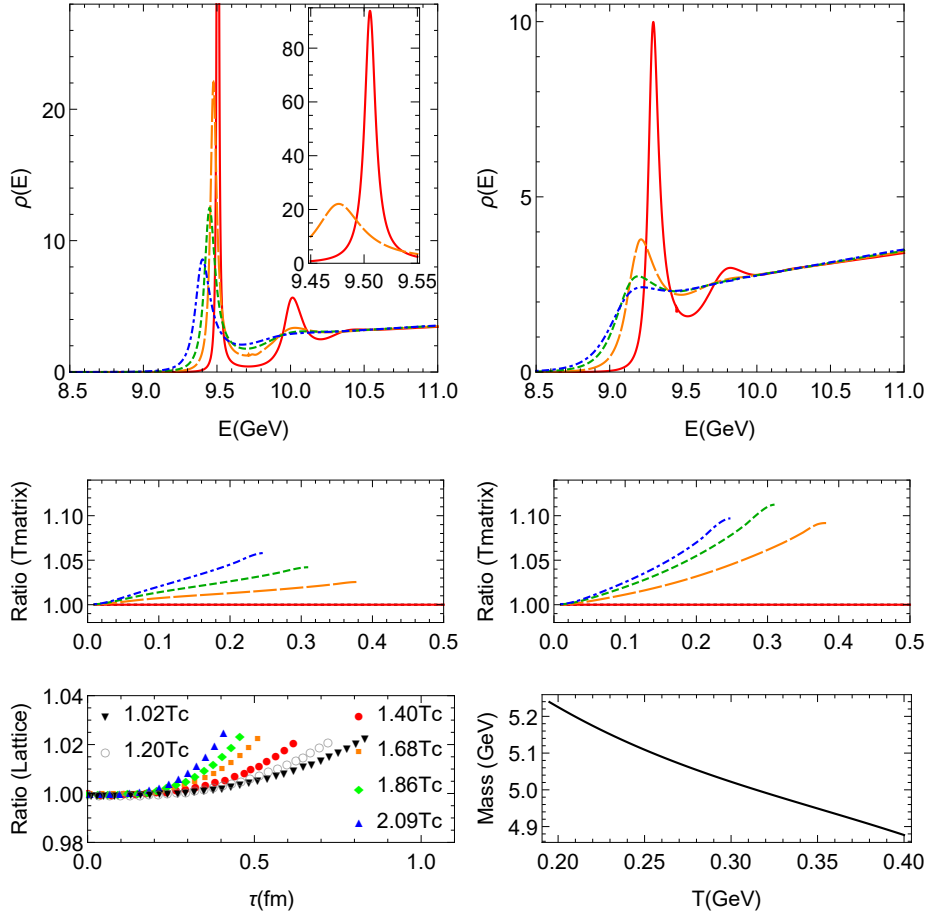 ρ(E)
20
10
0
100
80
60
40
20
0
9.45 9.50 9.55
8.5 9.0 9.5 10.0 10.5 11.0
E(GeV)
ρ(E)
10
5
0
8.5 9.0 9.5 10.0 10.5 11.0
E(GeV)
Ratio (Tmatrix)
1.10
1.05
1.00
0.0 0.1 0.2 0.3 0.4 0.5
Ratio (Tmatrix)
1.10
1.05
1.00
0.0 0.1 0.2 0.3 0.4 0.5
Ratio (Lattice)
1.04
1.02
1.00
0.98
1.02Tc
1.20Tc
1.40Tc
1.68Tc
1.86Tc
2.09Tc
0.0 0.5 1.0
τ(fm)
Mass (GeV)
5.2
5.1
5.0
4.9
0.20 0.25 0.30 0.35 0.40
T(GeV)